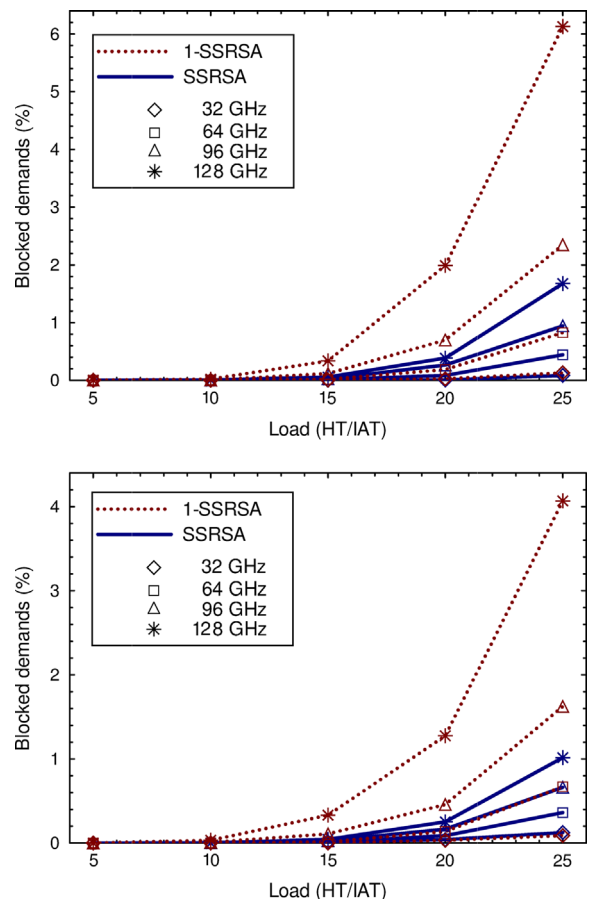 6
5
4
3
2
1
0
Blocked demands (%)
1-SSRSA
SSRSA
32 GHz
64 GHz
96 GHz
128 GHz
5 10 15 20 25
Load (HT/IAT)
4
3
2
1
0
Blocked demands (%)
1-SSRSA
SSRSA
32 GHz
64 GHz
96 GHz
128 GHz
5 10 15 20 25
Load (HT/IAT)